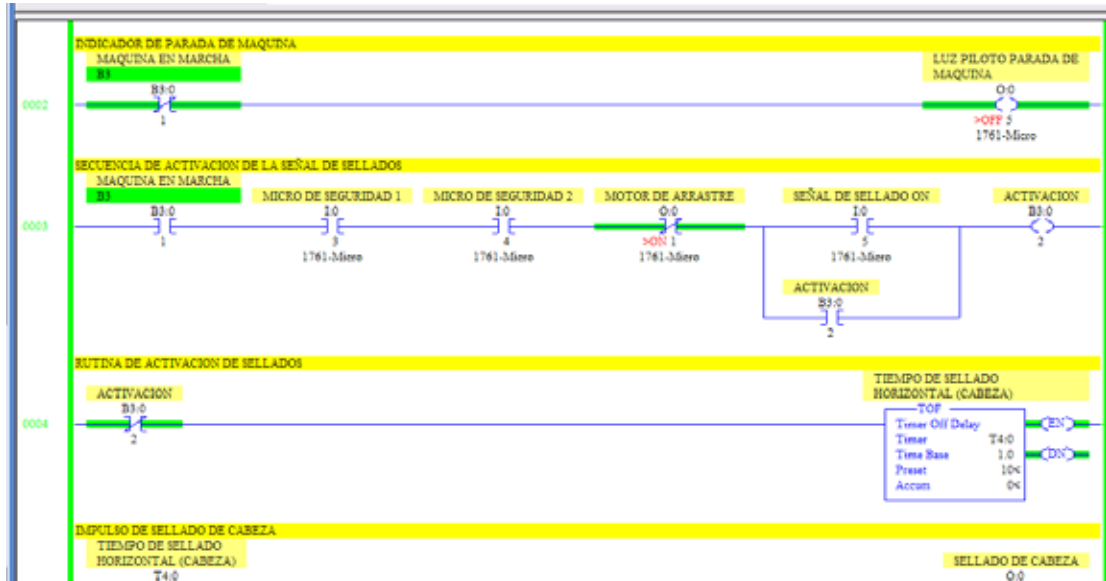 INDICADOR DE PARADA DE MAQUINA
MAQUINA EN MARCHA
B3
B3:0
1
LUZ PILOTO PARADA DE
MAQUINA
O:0
>OFF 5
1761-Micro
0002
SECUENCIA DE ACTIVACION DE LA SEÑAL DE SELLADOS
MAQUINA EN MARCHA
B3
B3:0
1
MICRO DE SEGURIDAD 1
I:0
3
1761-Micro
MICRO DE SEGURIDAD 2
I:0
4
1761-Micro
MOTOR DE ARRASTRE
O:0
>ON 1
1761-Micro
SEÑAL DE SELLADO ON
I:0
5
1761-Micro
ACTIVACION
B3:0
2
0003
ACTIVACION
B3:0
2
RUTINA DE ACTIVACION DE SELLADOS
ACTIVACION
B3:0
2
0004
TIEMPO DE SELLADO
HORIZONTAL (CABEZA)
TOF
Timer Off Delay
Timer T4:0
Time Base 1.0
Preset 10<
Accum 0<
EN
DN
IMPULSO DE SELLADO DE CABEZA
TIEMPO DE SELLADO
HORIZONTAL (CABEZA)
T4:0
SELLADO DE CABEZA
O:0